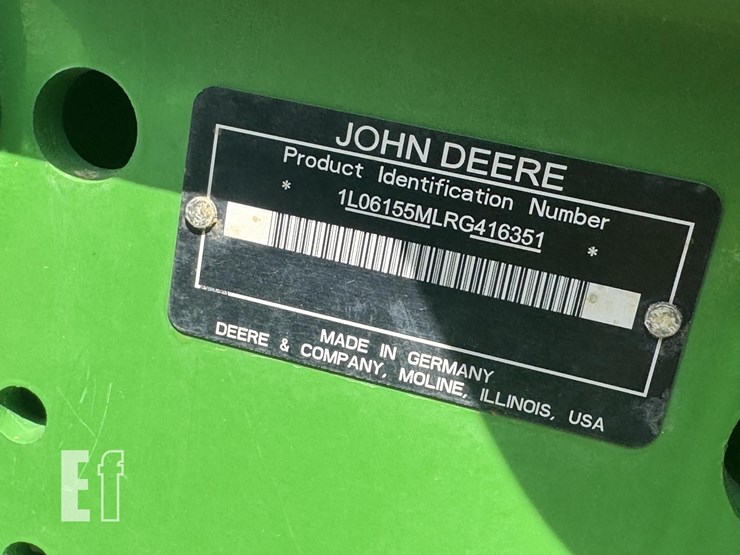 JOHN DEERE
Product Identification Number
* 1L06155MLRG416351 *
MADE IN GERMANY
DEERE & COMPANY, MOLINE, ILLINOIS, USA
Ef